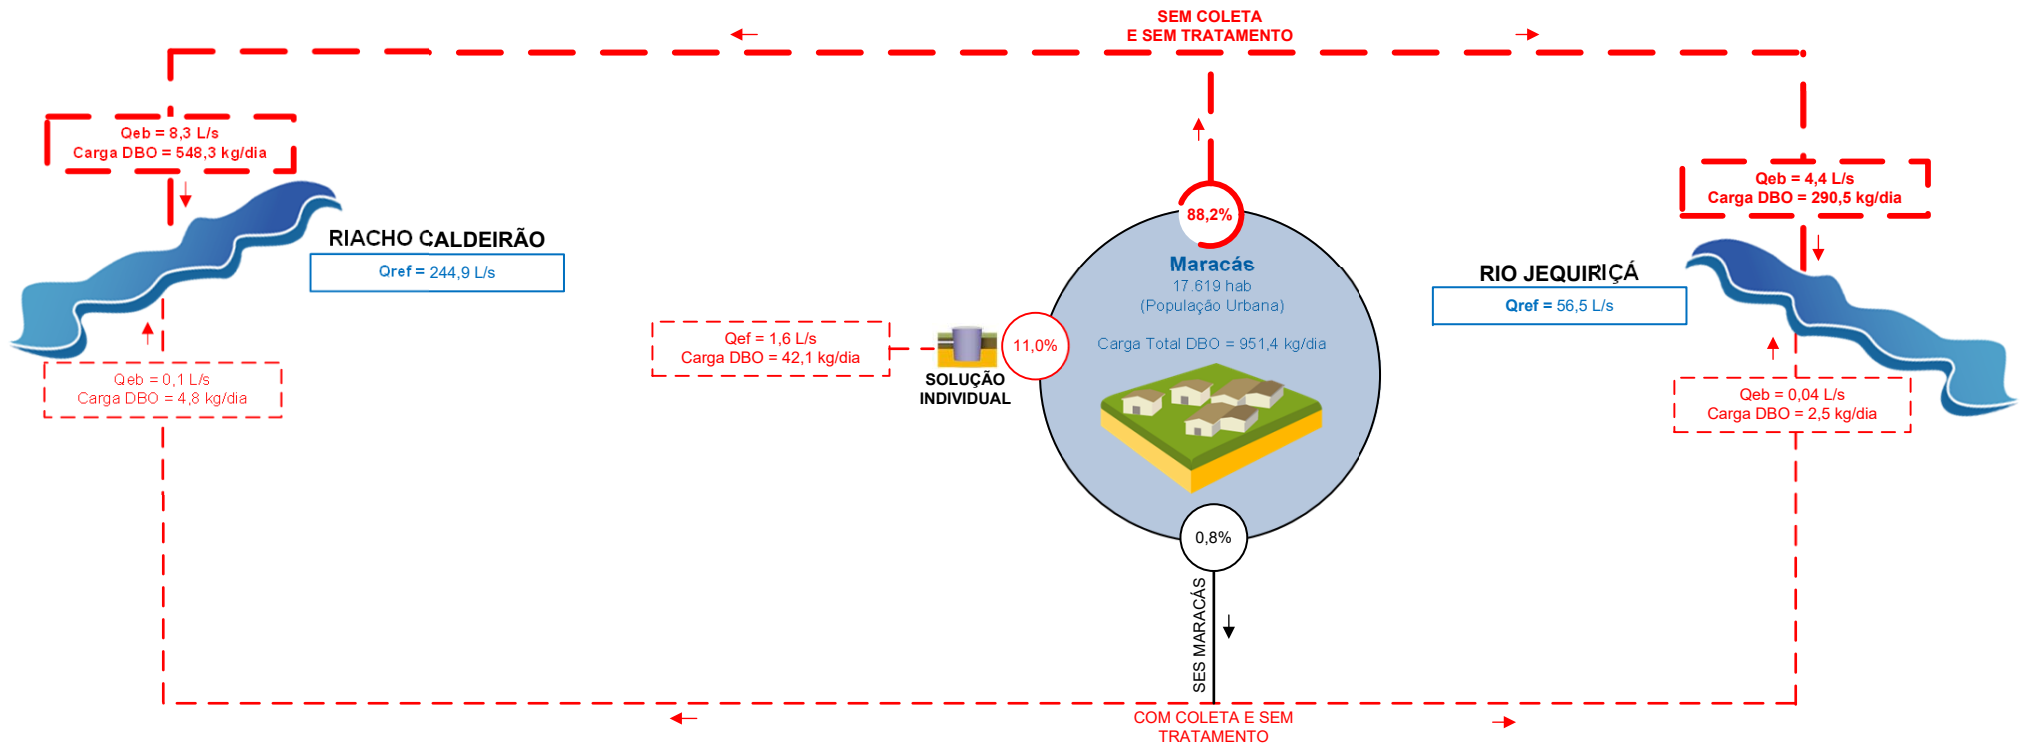 SEM COLETA
E SEM TRATAMENTO
Qeb = 8,3 L/s
Carga DBO = 548,3 kg/dia
Qeb = 4,4 L/s
Carga DBO = 290,5 kg/dia
88,2%
RIACHO CALDEIRÃO
Qref = 244,9 L/s
Maracás
17.619 hab
(População Urbana)
Carga Total DBO = 951,4 kg/dia
RIO JEQUIRIÇÁ
Qref = 56,5 L/s
Qef = 1,6 L/s
Carga DBO = 42,1 kg/dia
11,0%
SOLUÇÃO
INDIVIDUAL
Qeb = 0,1 L/s
Carga DBO = 4,8 kg/dia
Qeb = 0,04 L/s
Carga DBO = 2,5 kg/dia
0,8%
SES MARACÁS
COM COLETA E SEM
TRATAMENTO